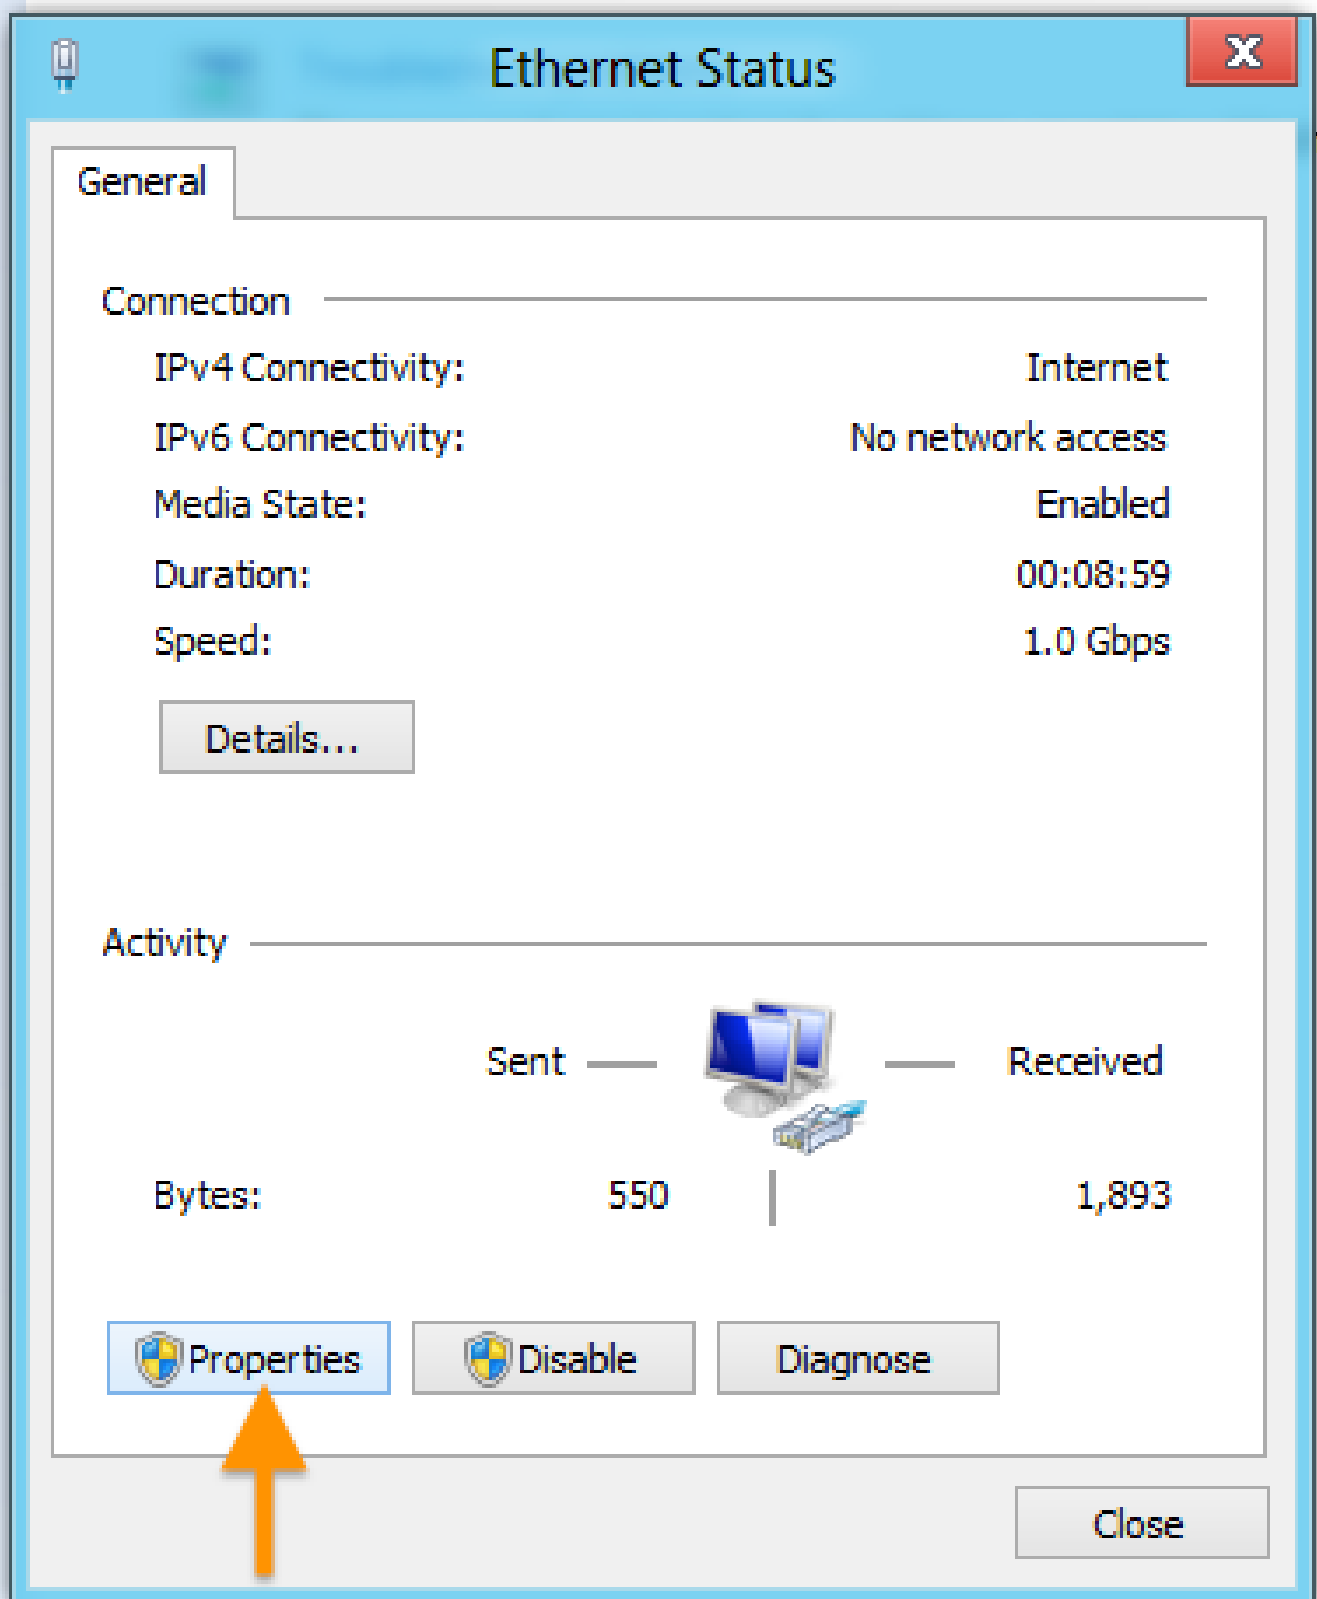 Ethernet Status
General
Connection
IPv4 Connectivity: Internet
IPv6 Connectivity: No network access
Media State: Enabled
Duration: 00:08:59
Speed: 1.0 Gbps
Details...
Activity
Sent Received
Bytes: 550 1,893
Properties Disable Diagnose
Close